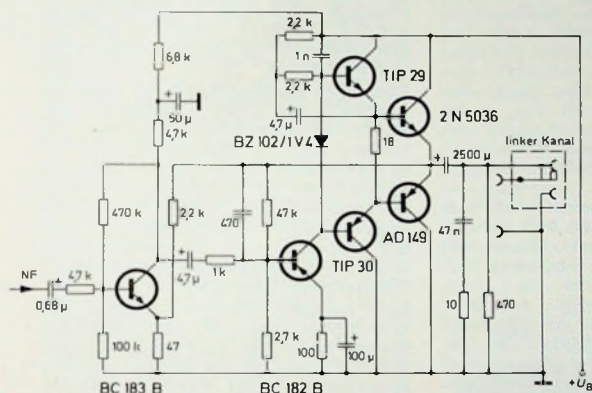 2,2 k
6,8 k
1 n
TIP 29
2,2 k
50 µ
2 N 5036
4,7 µ
4,7 k
BZ 102/1V4
18
2500 µ
linker Kanal
470 k
2,2 k
470
47 k
47 n
AD 149
NF
4,7 k
4,7 µ
1 k
TIP 30
0,68 µ
10
470
100 k
47
2,7 k
100
100 µ
BC 183 B
BC 182 B
+U